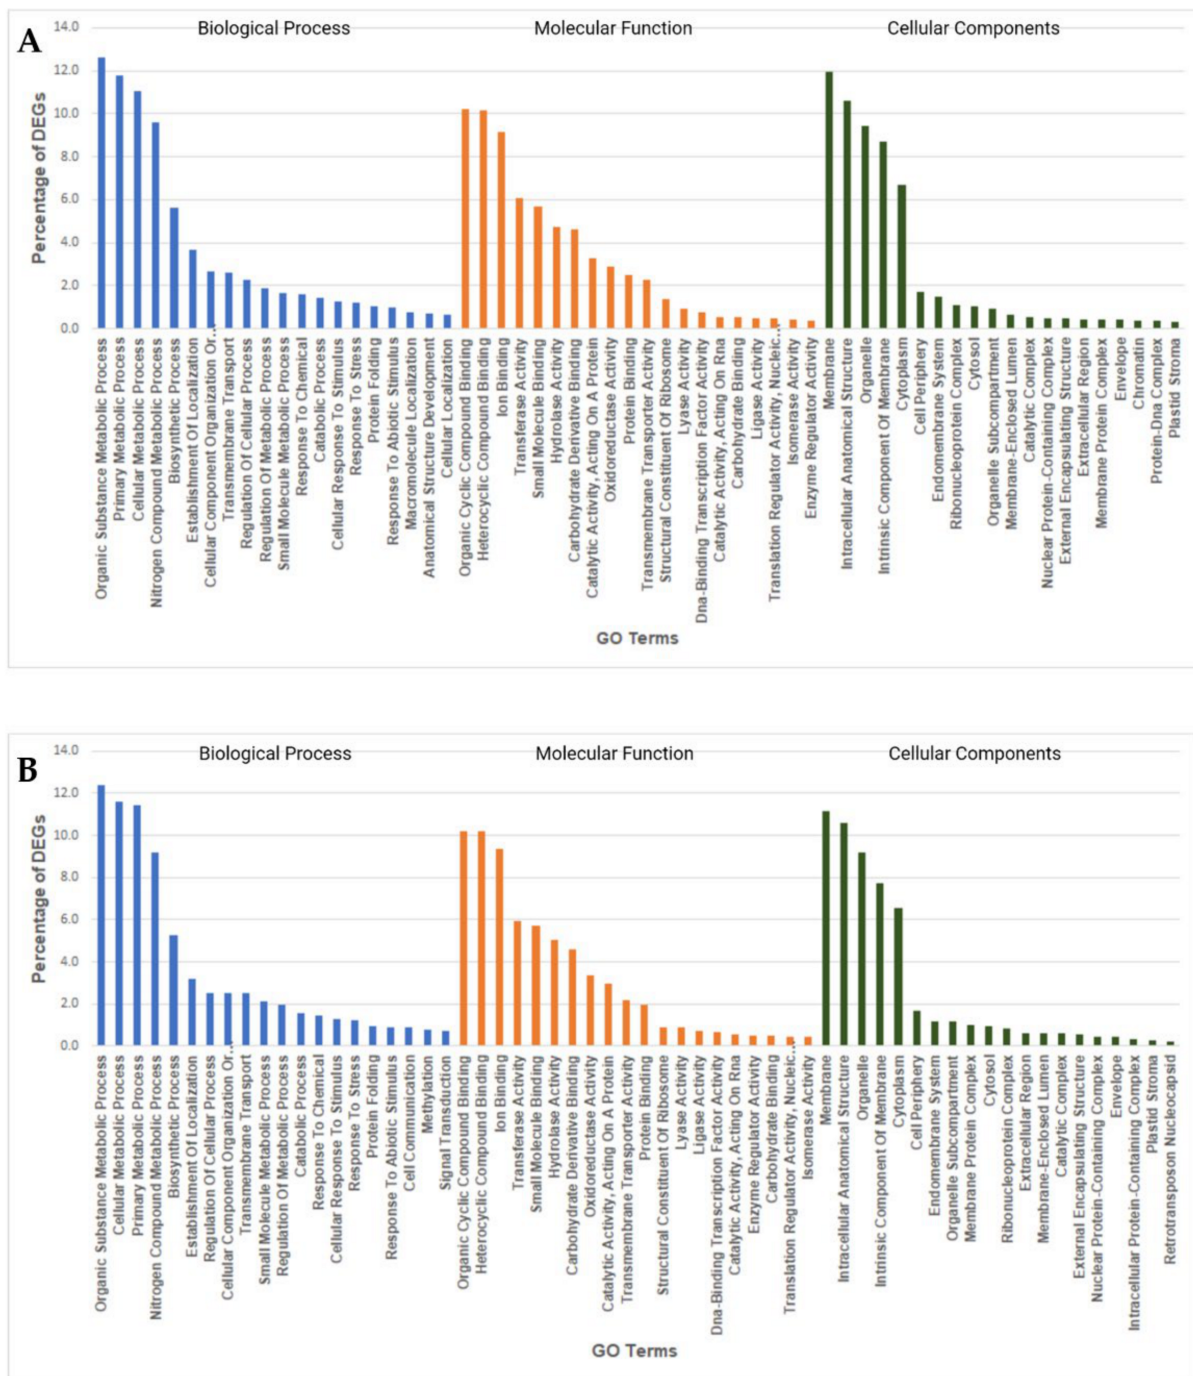 A
Biological Process
Molecular Function
Cellular Components
Percentage of DEGs
14.0
12.0
10.0
8.0
6.0
4.0
2.0
0.0
Organic Substance Metabolic Process
Primary Metabolic Process
Cellular Metabolic Process
Nitrogen Compound Metabolic Process
Biosynthetic Process
Establishment Of Localization
Cellular Component Organization Or...
Transmembrane Transport
Regulation Of Cellular Process
Regulation Of Metabolic Process
Small Molecule Metabolic Process
Response To Chemical
Catabolic Process
Cellular Response To Stimulus
Response To Stress
Protein Folding
Response To Abiotic Stimulus
Macromolecule Localization
Anatomical Structure Development
Cellular Localization
Organic Cyclic Compound Binding
Heterocyclic Compound Binding
Ion Binding
Transferase Activity
Small Molecule Binding
Hydrolase Activity
Carbohydrate Derivative Binding
Catalytic Activity, Acting On A Protein
Oxidoreductase Activity
Protein Binding
Transmembrane Transporter Activity
Structural Constituent Of Ribosome
Lyase Activity
Dna-Binding Transcription Factor Activity
Catalytic Activity, Acting On Rna
Carbohydrate Binding
Ligase Activity
Translation Regulator Activity, Nucleic...
Isomerase Activity
Enzyme Regulator Activity
Membrane
Intracellular Anatomical Structure
Organelle
Intrinsic Component Of Membrane
Cytoplasm
Cell Periphery
Endomembrane System
Ribonucleoprotein Complex
Cytosol
Organelle Subcompartment
Membrane-Enclosed Lumen
Catalytic Complex
Nuclear Protein-Containing Complex
External Encapsulating Structure
Extracellular Region
Membrane Protein Complex
Envelope
Chromatin
Protein-Dna Complex
Plastid Stroma
GO Terms
B
Biological Process
Molecular Function
Cellular Components
Percentage of DEGs
14.0
12.0
10.0
8.0
6.0
4.0
2.0
0.0
Organic Substance Metabolic Process
Cellular Metabolic Process
Primary Metabolic Process
Nitrogen Compound Metabolic Process
Biosynthetic Process
Establishment Of Localization
Regulation Of Cellular Process
Cellular Component Organization Or...
Transmembrane Transport
Small Molecule Metabolic Process
Regulation Of Metabolic Process
Catabolic Process
Response To Chemical
Cellular Response To Stimulus
Response To Stress
Protein Folding
Response To Abiotic Stimulus
Cell Communication
Methylation
Signal Transduction
Organic Cyclic Compound Binding
Heterocyclic Compound Binding
Ion Binding
Transferase Activity
Small Molecule Binding
Hydrolase Activity
Carbohydrate Derivative Binding
Oxidoreductase Activity
Catalytic Activity, Acting On A Protein
Transmembrane Transporter Activity
Protein Binding
Structural Constituent Of Ribosome
Lyase Activity
Ligase Activity
Dna-Binding Transcription Factor Activity
Catalytic Activity, Acting On Rna
Enzyme Regulator Activity
Carbohydrate Binding
Translation Regulator Activity, Nucleic...
Isomerase Activity
Membrane
Intracellular Anatomical Structure
Organelle
Intrinsic Component Of Membrane
Cytoplasm
Cell Periphery
Endomembrane System
Organelle Subcompartment
Membrane Protein Complex
Cytosol
Ribonucleoprotein Complex
Extracellular Region
Membrane-Enclosed Lumen
Catalytic Complex
External Encapsulating Structure
Nuclear Protein-Containing Complex
Envelope
Intracellular Protein-Containing Complex
Plastid Stroma
Retrotransposon Nucleocapsid
GO Terms